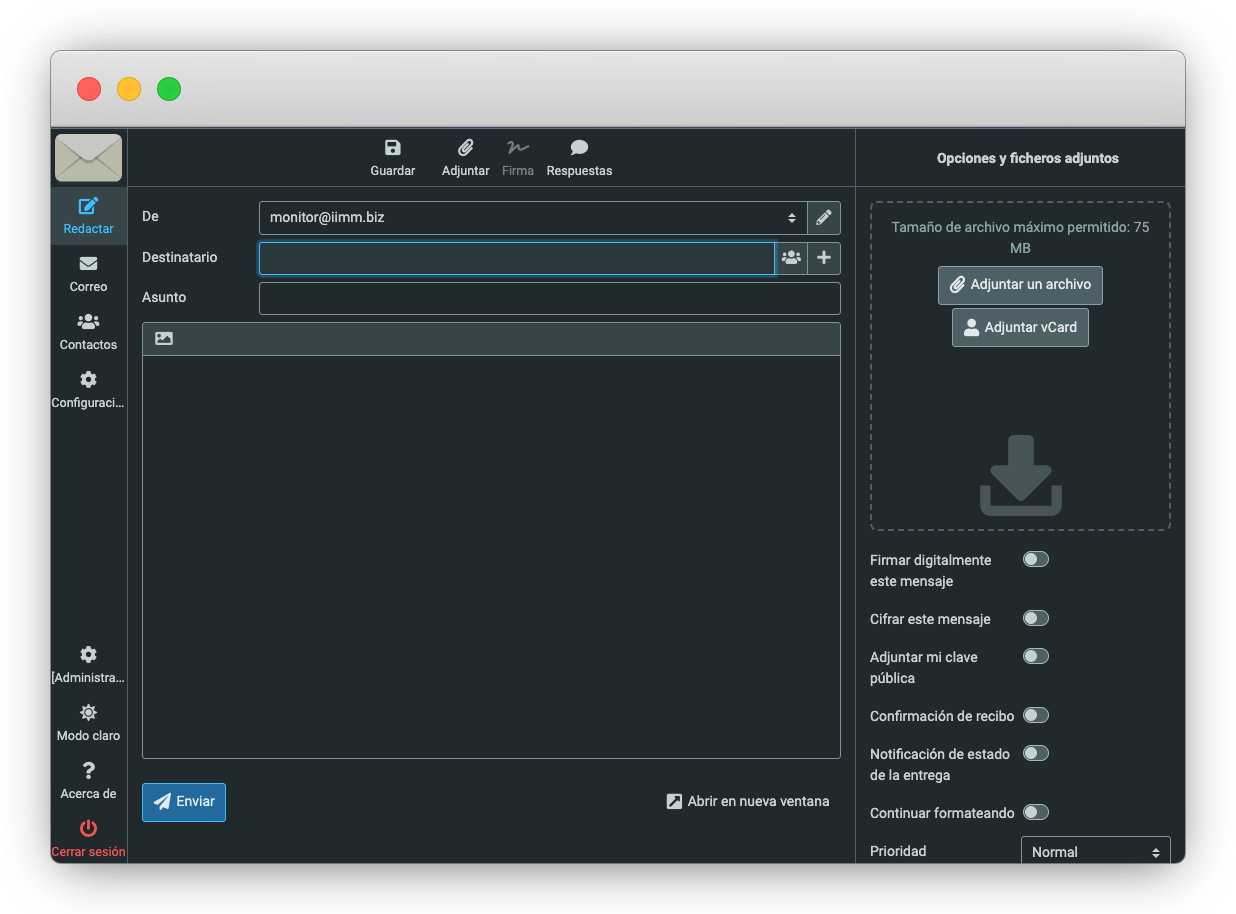 Redactar
Correo
Contactos
Configuraci...
[Administra...
Modo claro
?
Acerca de
Cerrar sesión
Guardar
Adjuntar
Firma
Respuestas
De
monitor@iimm.biz
Destinatario
Asunto
Enviar
Abrir en nueva ventana
Opciones y ficheros adjuntos
Tamaño de archivo máximo permitido: 75
MB
Adjuntar un archivo
Adjuntar vCard
Firmar digitalmente
este mensaje
Cifrar este mensaje
Adjuntar mi clave
pública
Confirmación de recibo
Notificación de estado
de la entrega
Continuar formateando
Prioridad
Normal